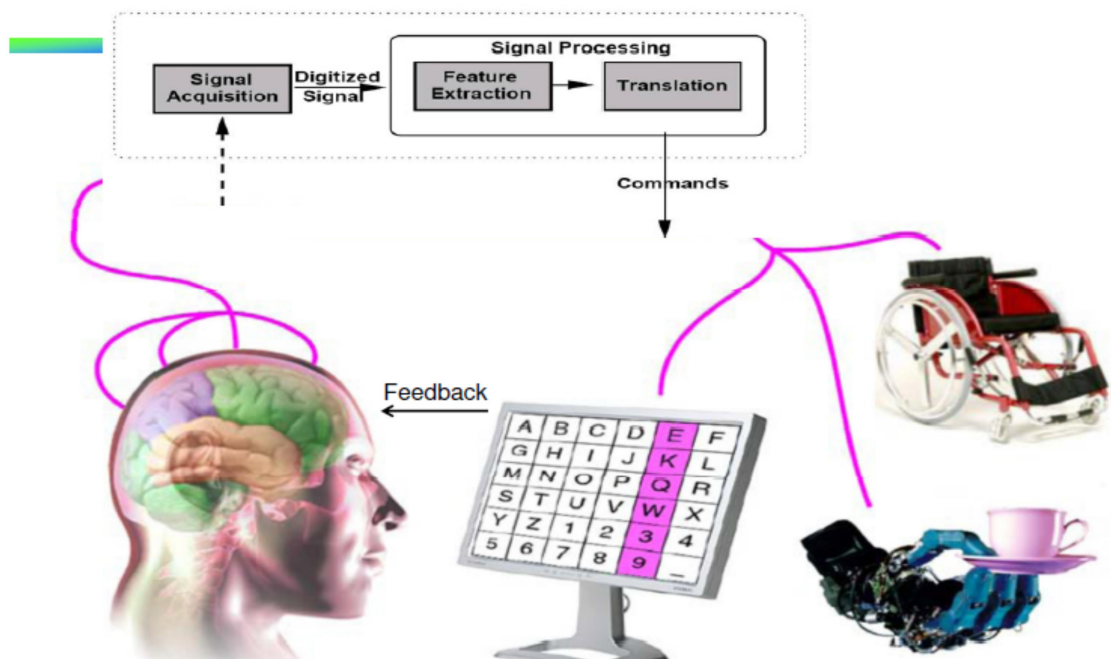 Signal Processing
Signal
Acquisition
Digitized
Signal
Feature
Extraction
Translation
Commands
Feedback
A B C D E F
G H I J K L
M N O P Q R
S T U V W X
Y Z 1 2 3 4
5 6 7 8 9 _